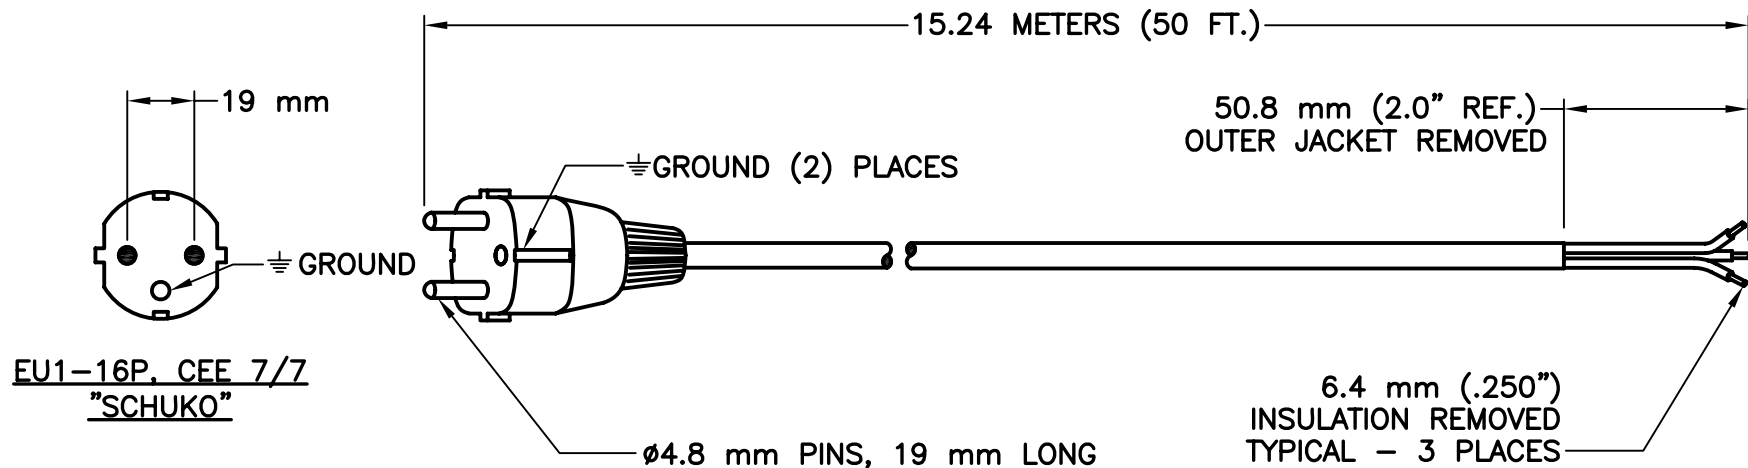 15.24 METERS (50 FT.)
19 mm
50.8 mm (2.0" REF.)
OUTER JACKET REMOVED
⏚GROUND (2) PLACES
⏚ GROUND
EU1-16P, CEE 7/7
"SCHUKO"
6.4 mm (.250")
INSULATION REMOVED
TYPICAL - 3 PLACES
ø4.8 mm PINS, 19 mm LONG